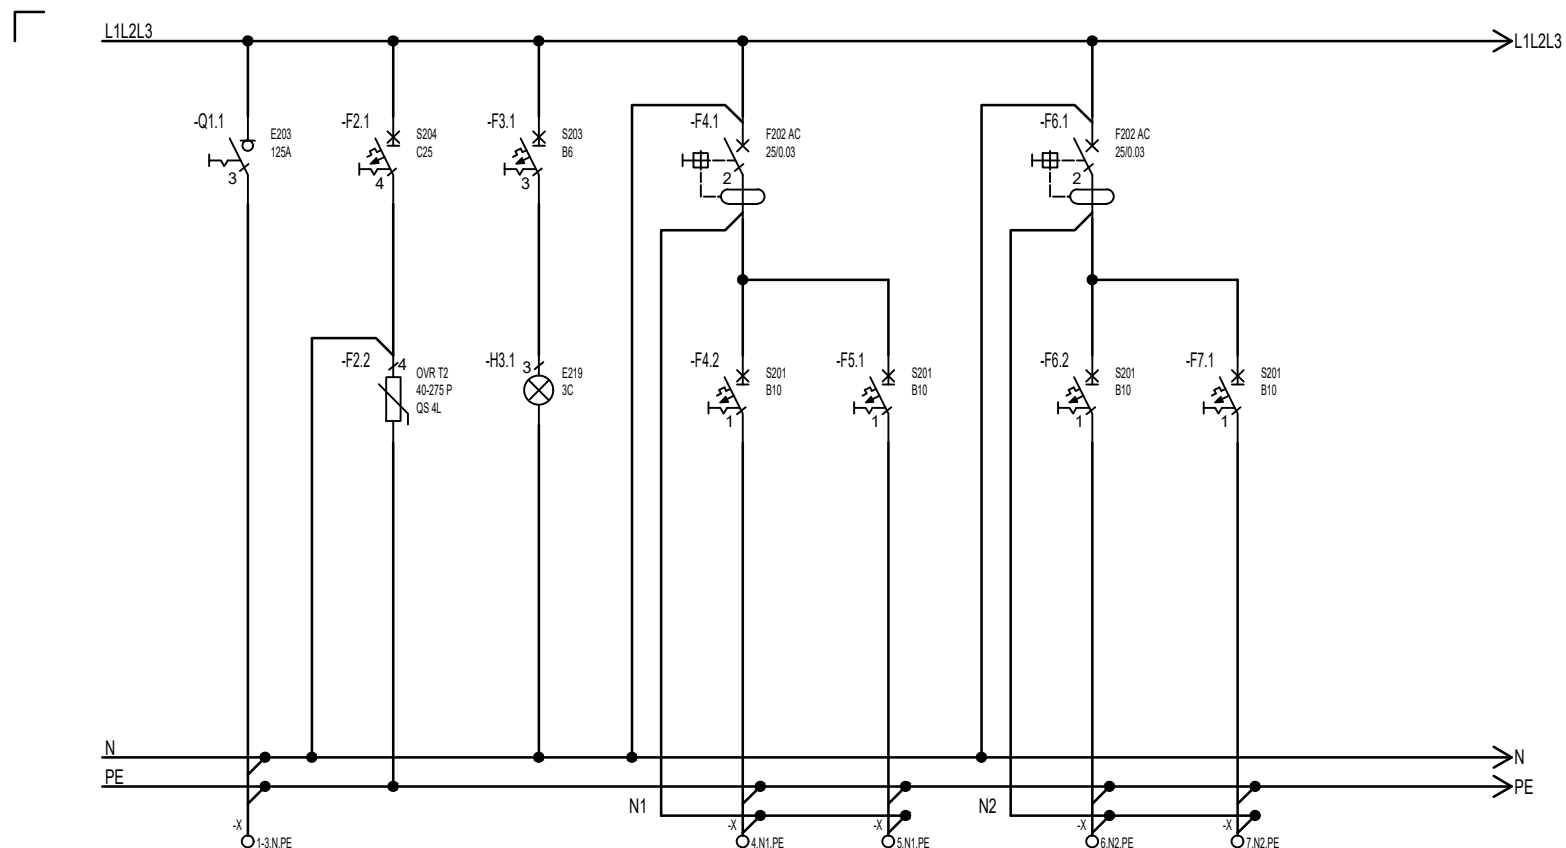 L1L2L3
L1L2L3
-Q1.1
E203
125A
3
-F2.1
S204
C25
4
-F3.1
S203
B6
3
-F4.1
F202 AC
25/0.03
2
-F6.1
F202 AC
25/0.03
2
-F2.2
4
OVR T2
40-275 P
QS 4L
-H3.1
3
E219
3C
-F4.2
S201
B10
1
-F5.1
S201
B10
1
-F6.2
S201
B10
1
-F7.1
S201
B10
1
N
N
PE
PE
N1
N2
-X
1-3.N.PE
-X
4.N1.PE
-X
5.N1.PE
-X
6.N2.PE
-X
7.N2.PE